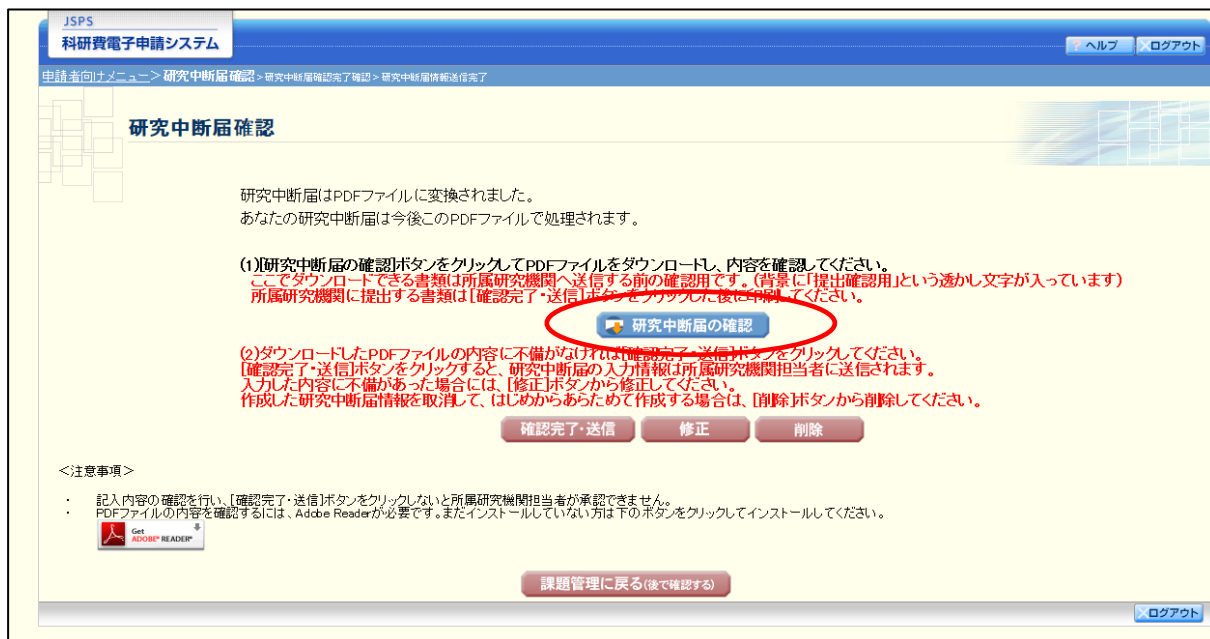 JSPS
科研費電子申請システム
? ヘルプ
ログアウト
申請者向けメニュー>研究中断届確認>研究中断届確認完了確認>研究中断届情報送信完了
研究中断届確認
研究中断届はPDFファイルに変換されました。
あなたの研究中断届は今後このPDFファイルで処理されます。
(1)[研究中断届の確認]ボタンをクリックしてPDFファイルをダウンロードし、内容を確認してください。
ここでダウンロードできる書類は所属研究機関へ送信する前の確認用です。(背景に「提出確認用」という透かし文字が入っています)
所属研究機関に提出する書類は[確認完了・送信]ボタンをクリックした後に印刷してください。
研究中断届の確認
(2)ダウンロードしたPDFファイルの内容に不備がなければ[確認完了・送信]ボタンをクリックしてください。
[確認完了・送信]ボタンをクリックすると、研究中断届の入力情報は所属研究機関担当者に送信されます。
入力した内容に不備があった場合には、[修正]ボタンから修正してください。
作成した研究中断届情報を取消して、はじめからあらためて作成する場合は、[削除]ボタンから削除してください。
確認完了・送信
修正
削除
<注意事項>
・ 記入内容の確認を行い、[確認完了・送信]ボタンをクリックしないと所属研究機関担当者が承認できません。
・ PDFファイルの内容を確認するには、Adobe Readerが必要です。まだインストールしていない方は下のボタンをクリックしてインストールしてください。
Get
ADOBE® READER®
課題管理に戻る(後で確認する)
ログアウト